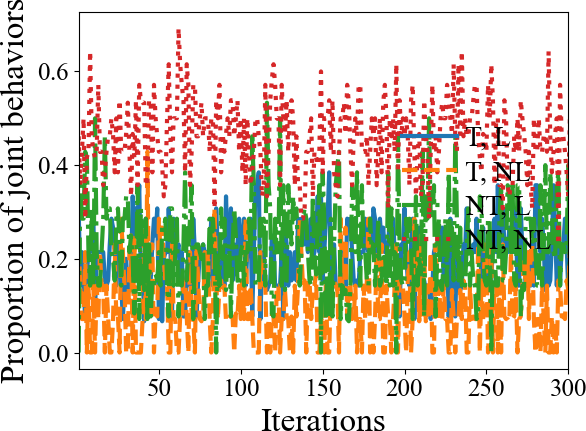 Proportion of joint behaviors
0.6
0.4
0.2
0.0
T, L
T, NL
NT, L
NT, NL
50 100 150 200 250 300
Iterations